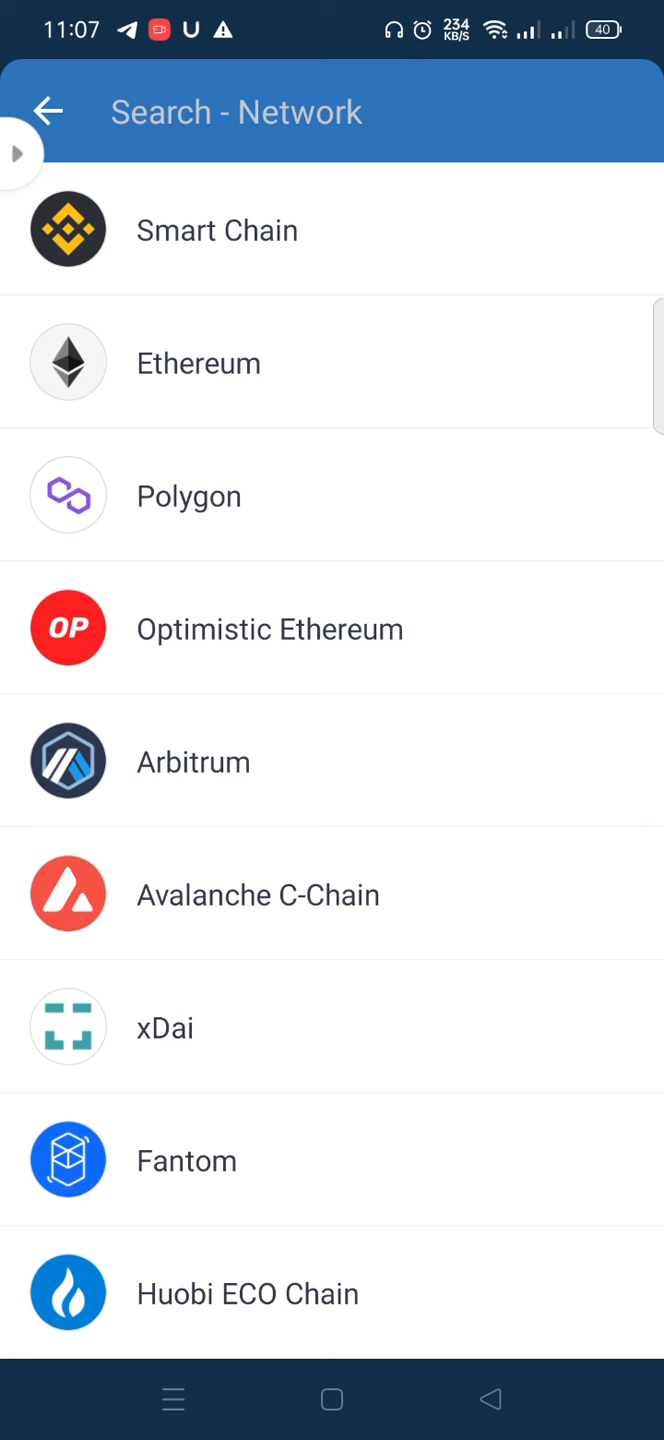 11:07 U 234 KB/S 40
Search - Network
Smart Chain
Ethereum
Polygon
OP Optimistic Ethereum
Arbitrum
Avalanche C-Chain
xDai
Fantom
Huobi ECO Chain